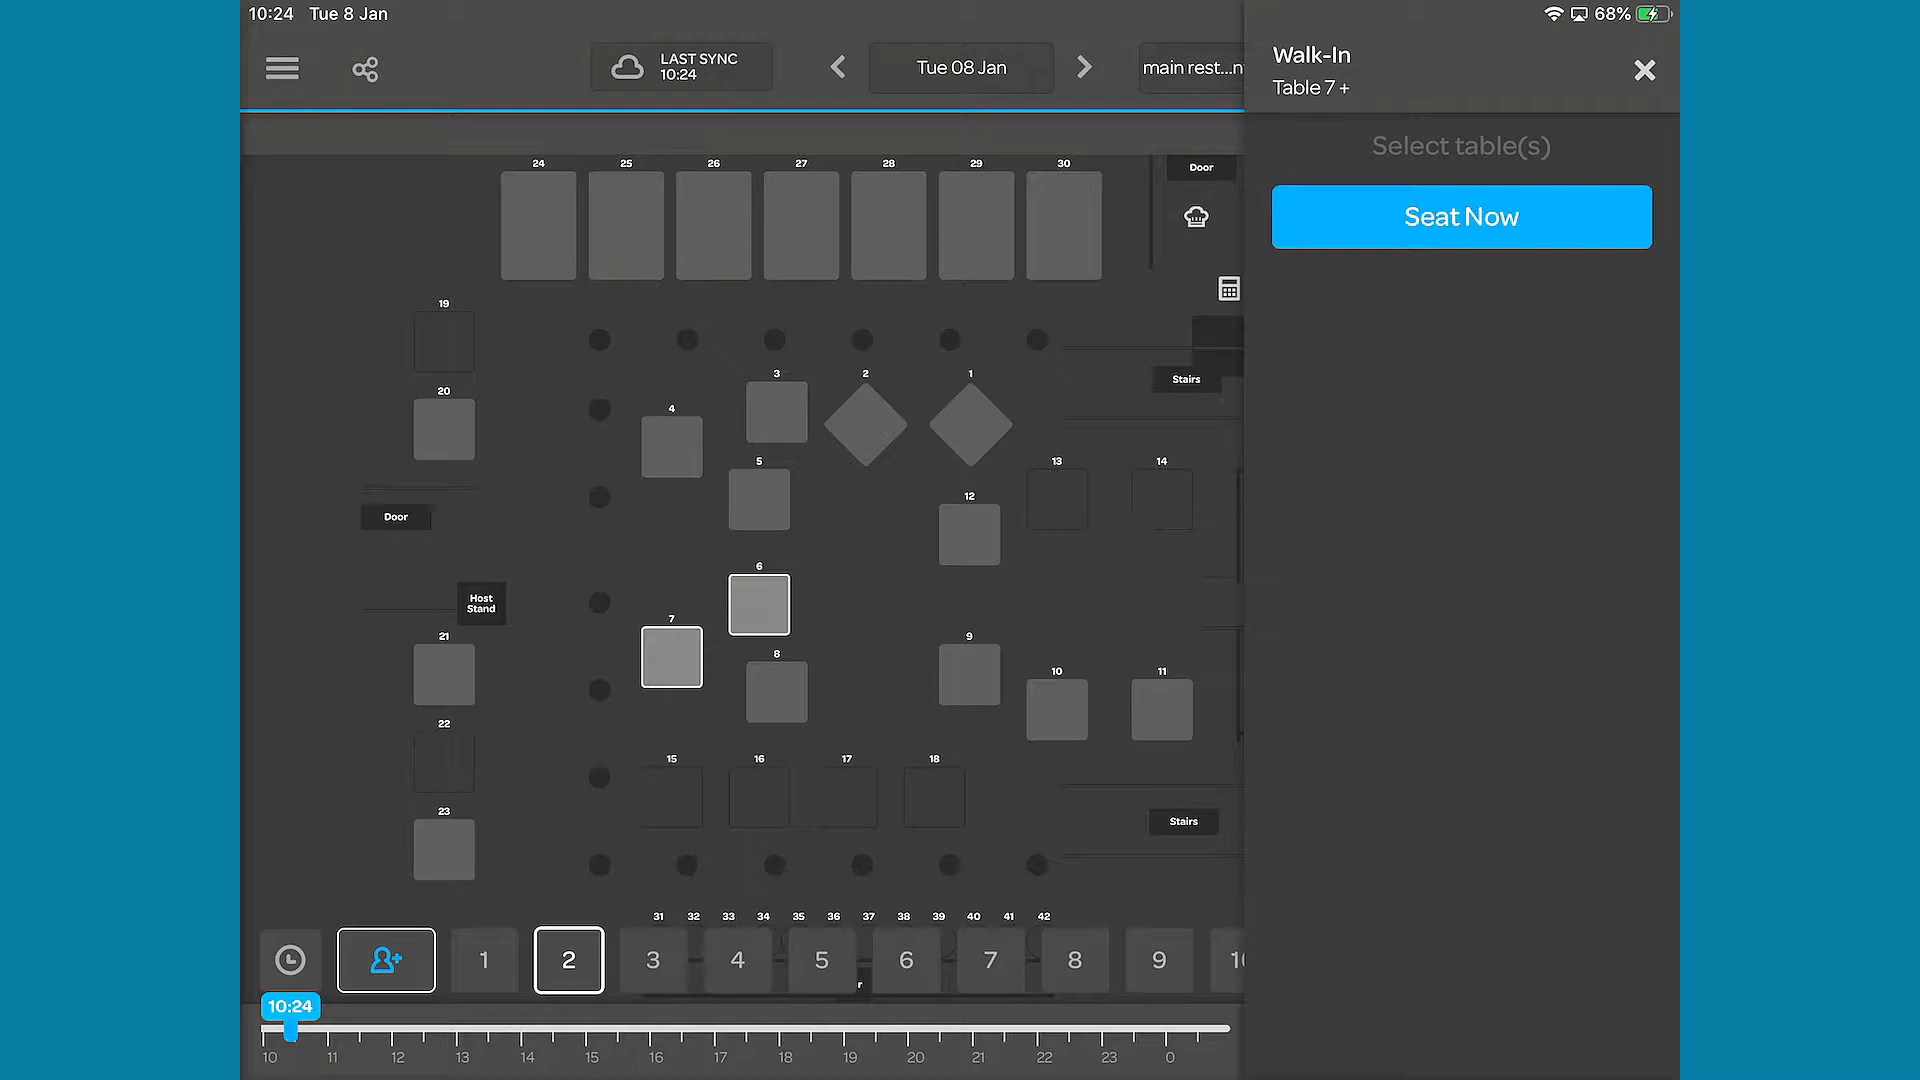 10:24 Tue 8 Jan
68%
LAST SYNC
10:24
Tue 08 Jan
main rest...n
Walk-In
Table 7 +
Select table(s)
Seat Now
24 25 26 27 28 29 30
Door
19
20
3 2 1
4
Stairs
5
13 14
12
Door
6
Host
Stand
7
21
9
8
10 11
22
15 16 17 18
23
Stairs
31 32 33 34 35 36 37 38 39 40 41 42
1 2 3 4 5 6 7 8 9
r
10:24
10 11 12 13 14 15 16 17 18 19 20 21 22 23 0